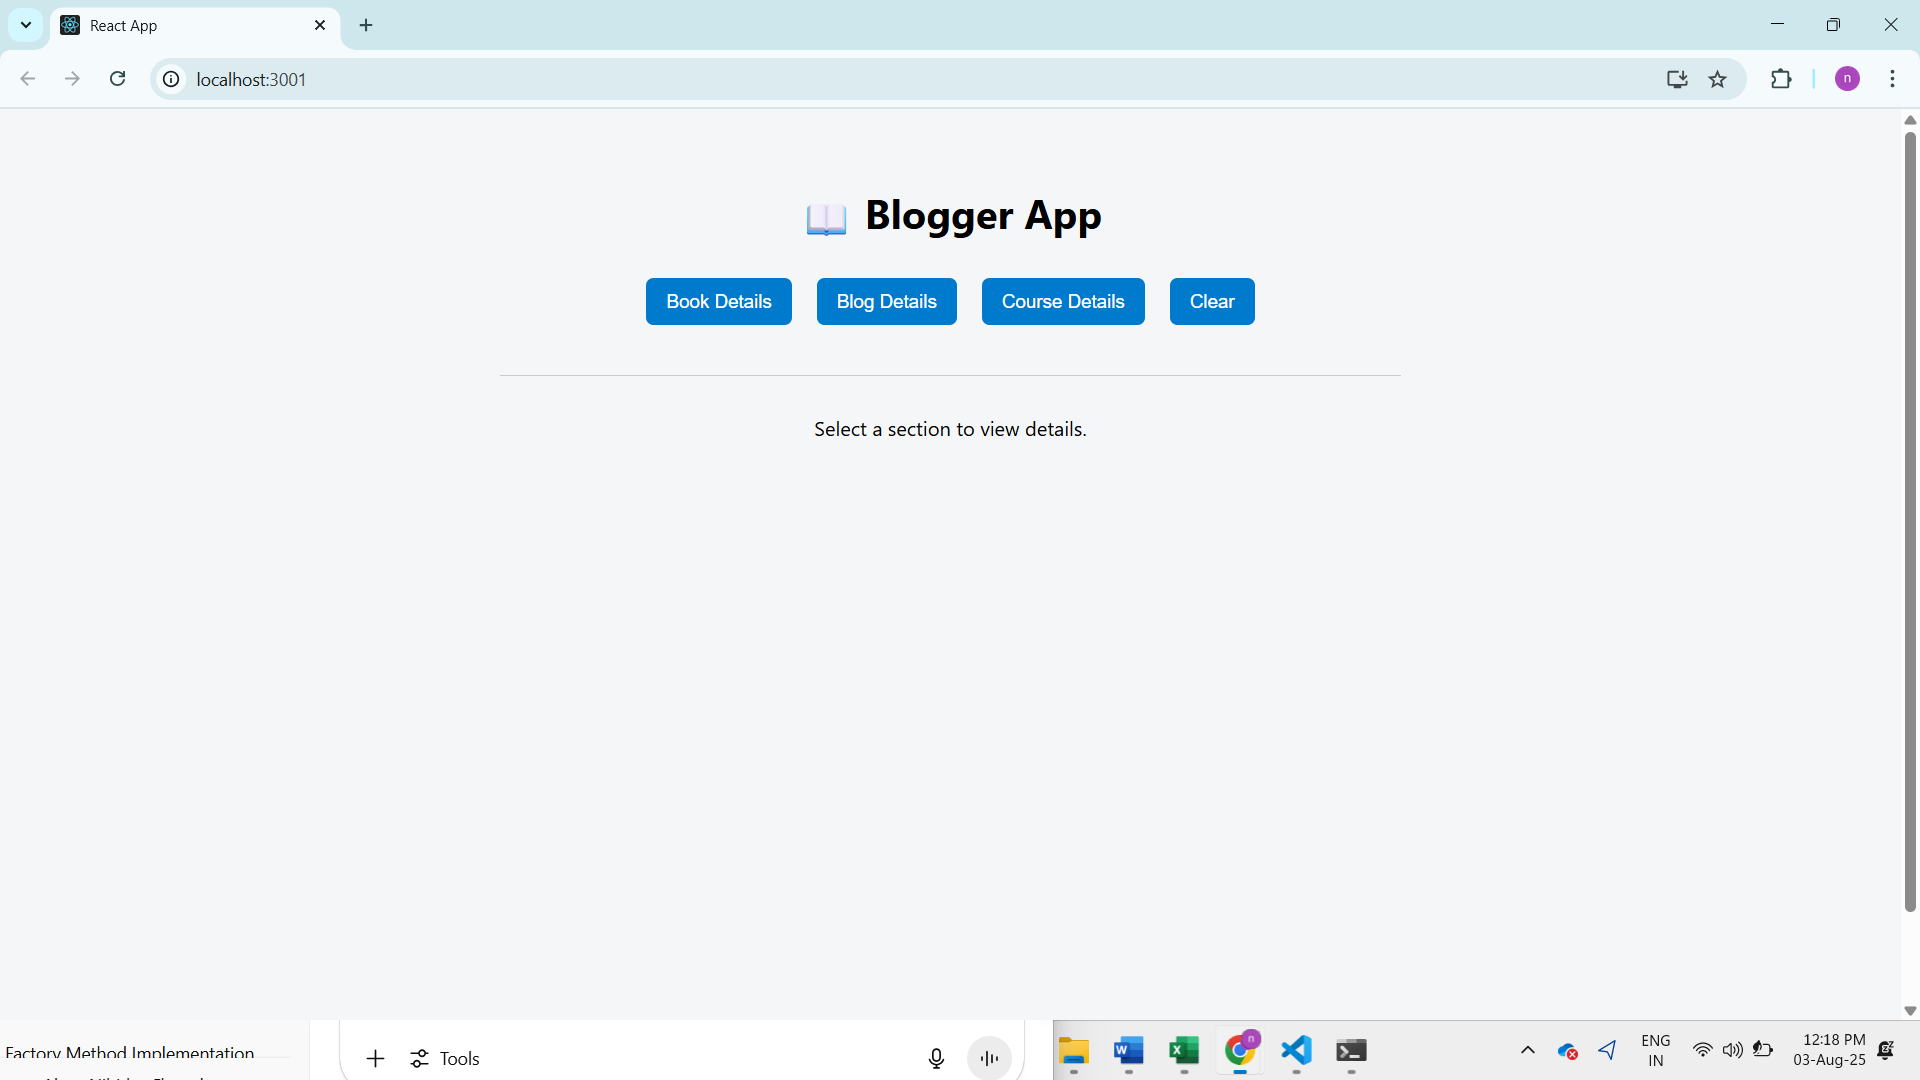 React App
localhost:3001
n
Blogger App
Book Details
Blog Details
Course Details
Clear
Select a section to view details.
Factory Method Implementation
Tools
n
ENG
IN
12:18 PM
03-Aug-25